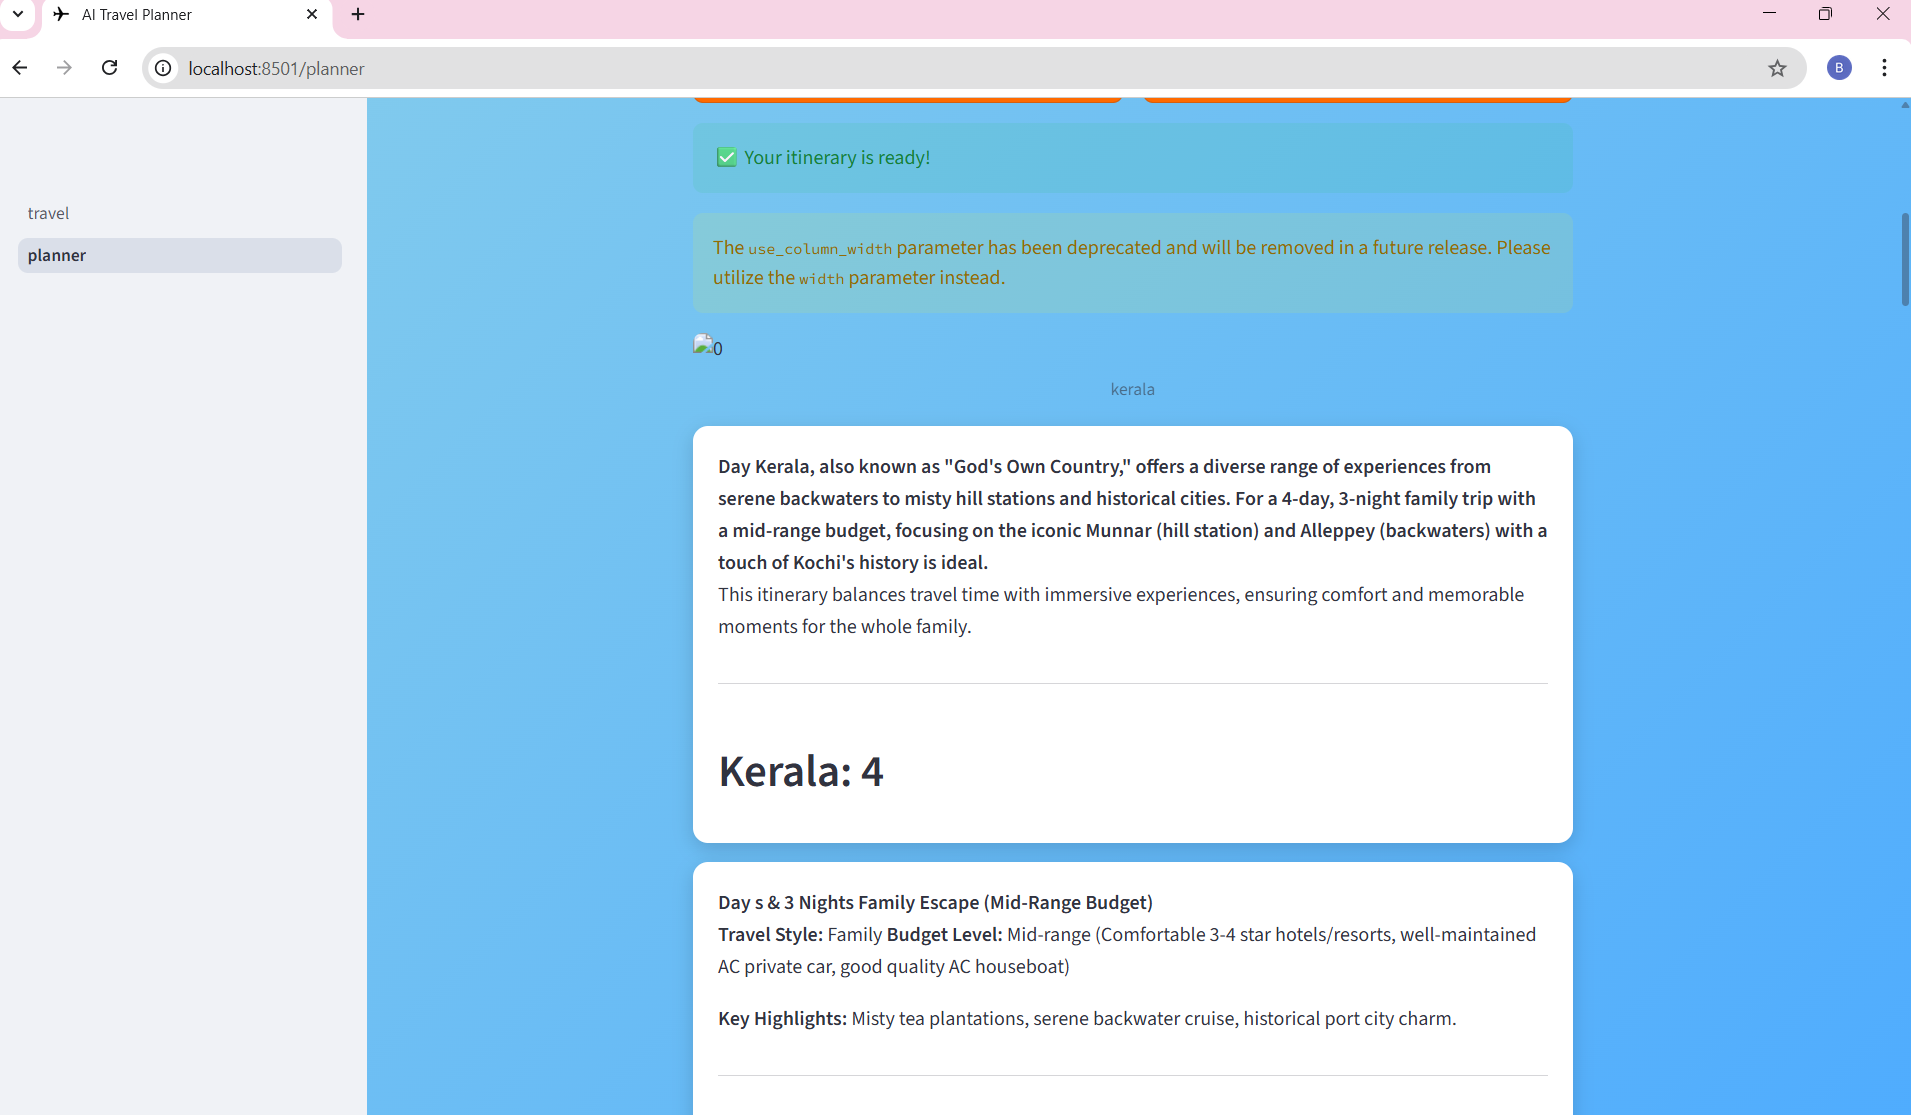 AI Travel Planner
localhost:8501/planner
B
travel
planner
✅ Your itinerary is ready!
The use_column_width parameter has been deprecated and will be removed in a future release. Please
utilize the width parameter instead.
0
kerala
Day Kerala, also known as "God's Own Country," offers a diverse range of experiences from
serene backwaters to misty hill stations and historical cities. For a 4-day, 3-night family trip with
a mid-range budget, focusing on the iconic Munnar (hill station) and Alleppey (backwaters) with a
touch of Kochi's history is ideal.
This itinerary balances travel time with immersive experiences, ensuring comfort and memorable
moments for the whole family.
Kerala: 4
Day s & 3 Nights Family Escape (Mid-Range Budget)
Travel Style: Family Budget Level: Mid-range (Comfortable 3-4 star hotels/resorts, well-maintained
AC private car, good quality AC houseboat)
Key Highlights: Misty tea plantations, serene backwater cruise, historical port city charm.